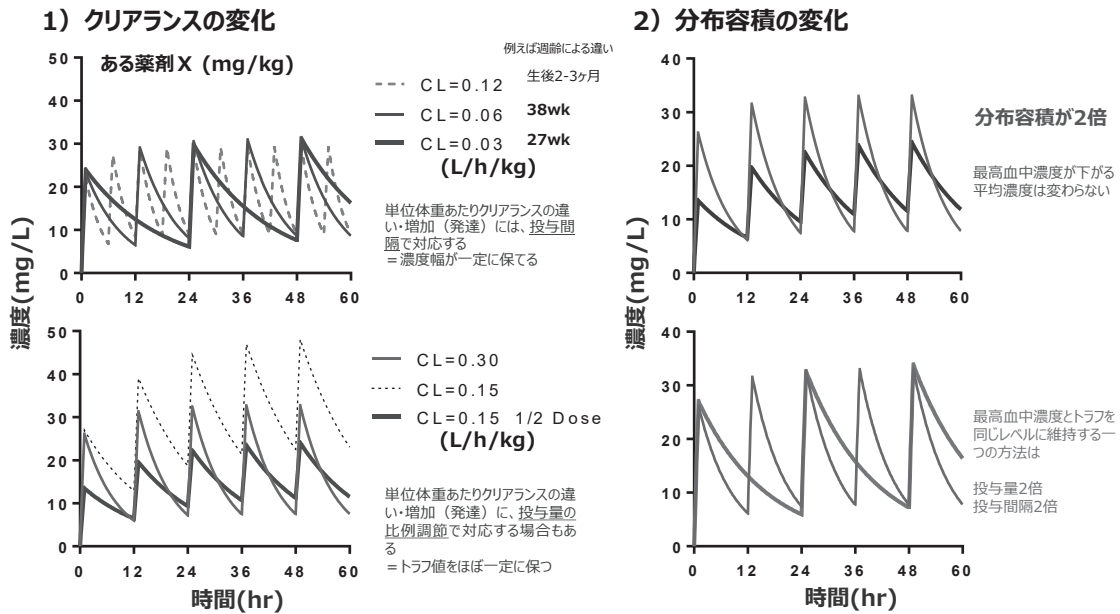 1）クリアランスの変化
ある薬剤X (mg/kg)
50
40
30
20
10
0
0 12 24 36 48 60
例えば週齢による違い
CL=0.12 生後2-3ヶ月
CL=0.06 38wk
CL=0.03 27wk
(L/h/kg)
単位体重あたりクリアランスの違
い・増加（発達）には、投与間
隔で対応する
＝濃度幅が一定に保てる
濃度(mg/L)
50
40
30
20
10
0
0 12 24 36 48 60
時間(hr)
CL=0.30
CL=0.15
CL=0.15 1/2 Dose
(L/h/kg)
単位体重あたりクリアランスの違
い・増加（発達）に、投与量の
比例調節で対応する場合もあ
る
＝トラフ値をほぼ一定に保つ
2）分布容積の変化
40
30
20
10
0
0 12 24 36 48 60
分布容積が2倍
最高血中濃度が下がる
平均濃度は変わらない
濃度(mg/L)
40
30
20
10
0
0 12 24 36 48 60
時間(hr)
最高血中濃度とトラフを
同じレベルに維持する一
つの方法は
投与量2倍
投与間隔2倍